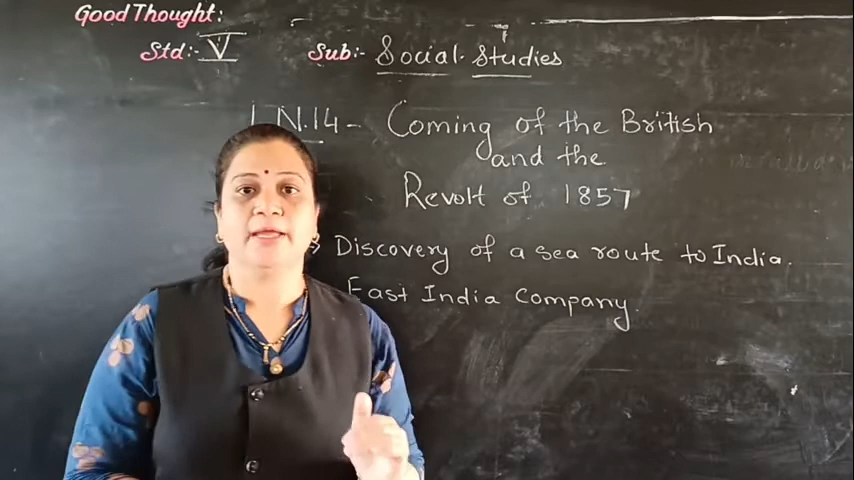 Good Thought:
Std:- V Sub:- Social Studies
L.N.14 - Coming of the British
and the
Revolt of 1857
Discovery of a sea route to India.
East India Company.